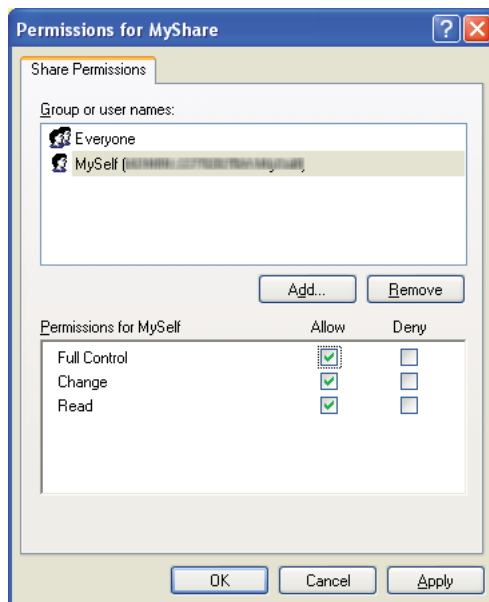 Permissions for MyShare
Share Permissions
Group or user names:
Everyone
MySelf (
Add... Remove
Permissions for MySelf Allow Deny
Full Control
Change
Read
OK Cancel Apply